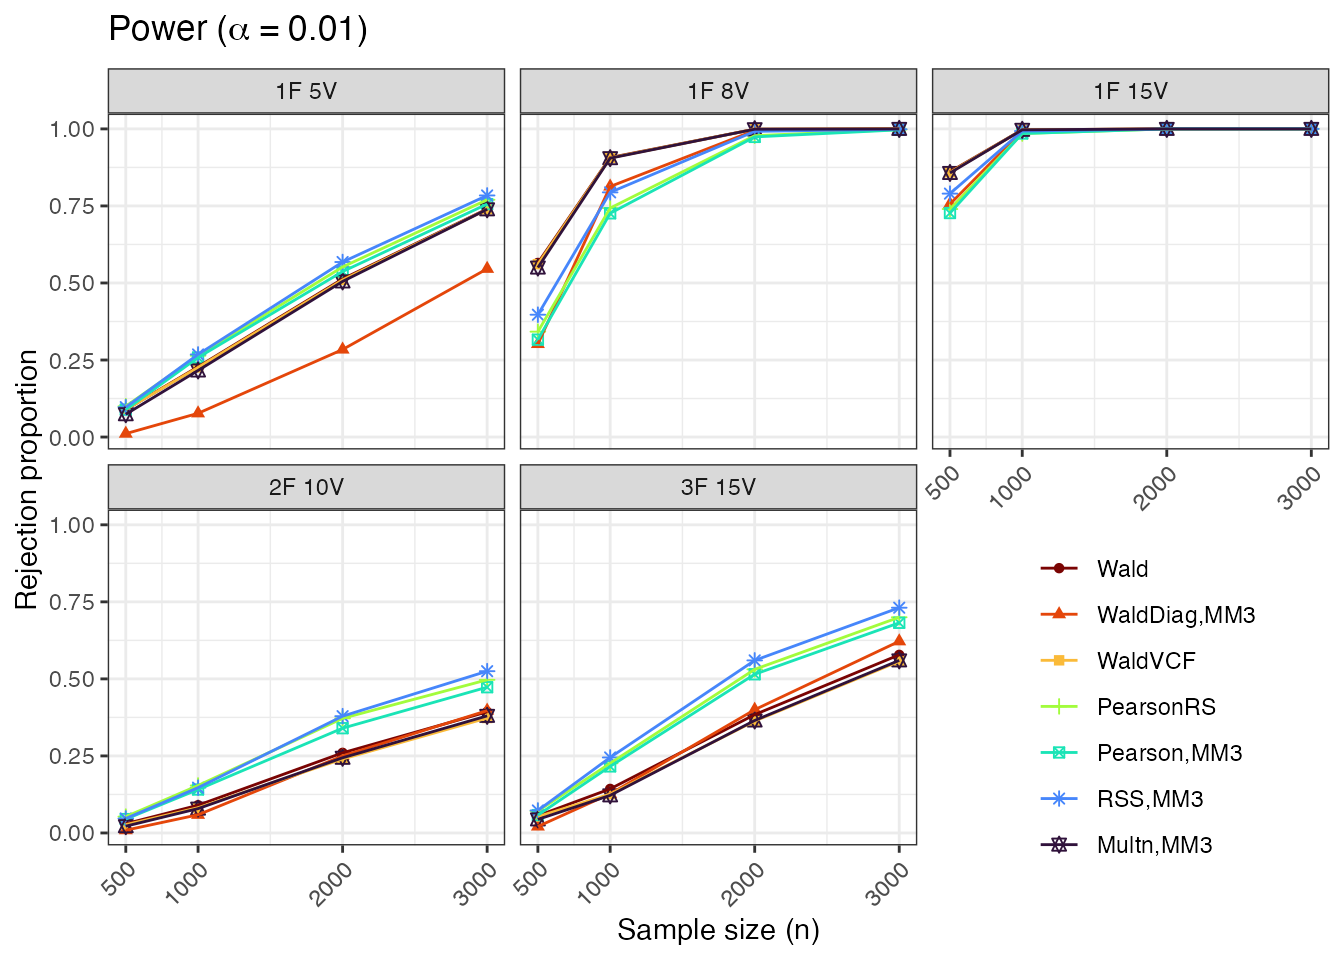 Power (α = 0.01)
1F 5V
1F 8V
1F 15V
1.00
0.75
0.50
0.25
0.00
500
1000
2000
3000
2F 10V
3F 15V
1.00
0.75
0.50
0.25
0.00
500
1000
2000
3000
500
1000
2000
3000
Rejection proportion
Sample size (n)
Wald
WaldDiag,MM3
WaldVCF
PearsonRS
Pearson,MM3
RSS,MM3
Multn,MM3